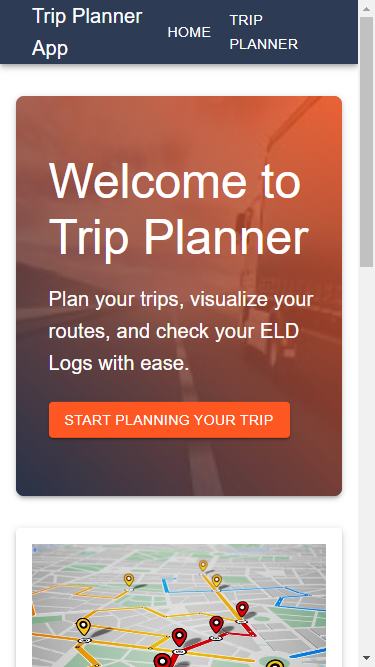 Trip Planner
App
HOME
TRIP
PLANNER
Welcome to
Trip Planner
Plan your trips, visualize your
routes, and check your ELD
Logs with ease.
START PLANNING YOUR TRIP